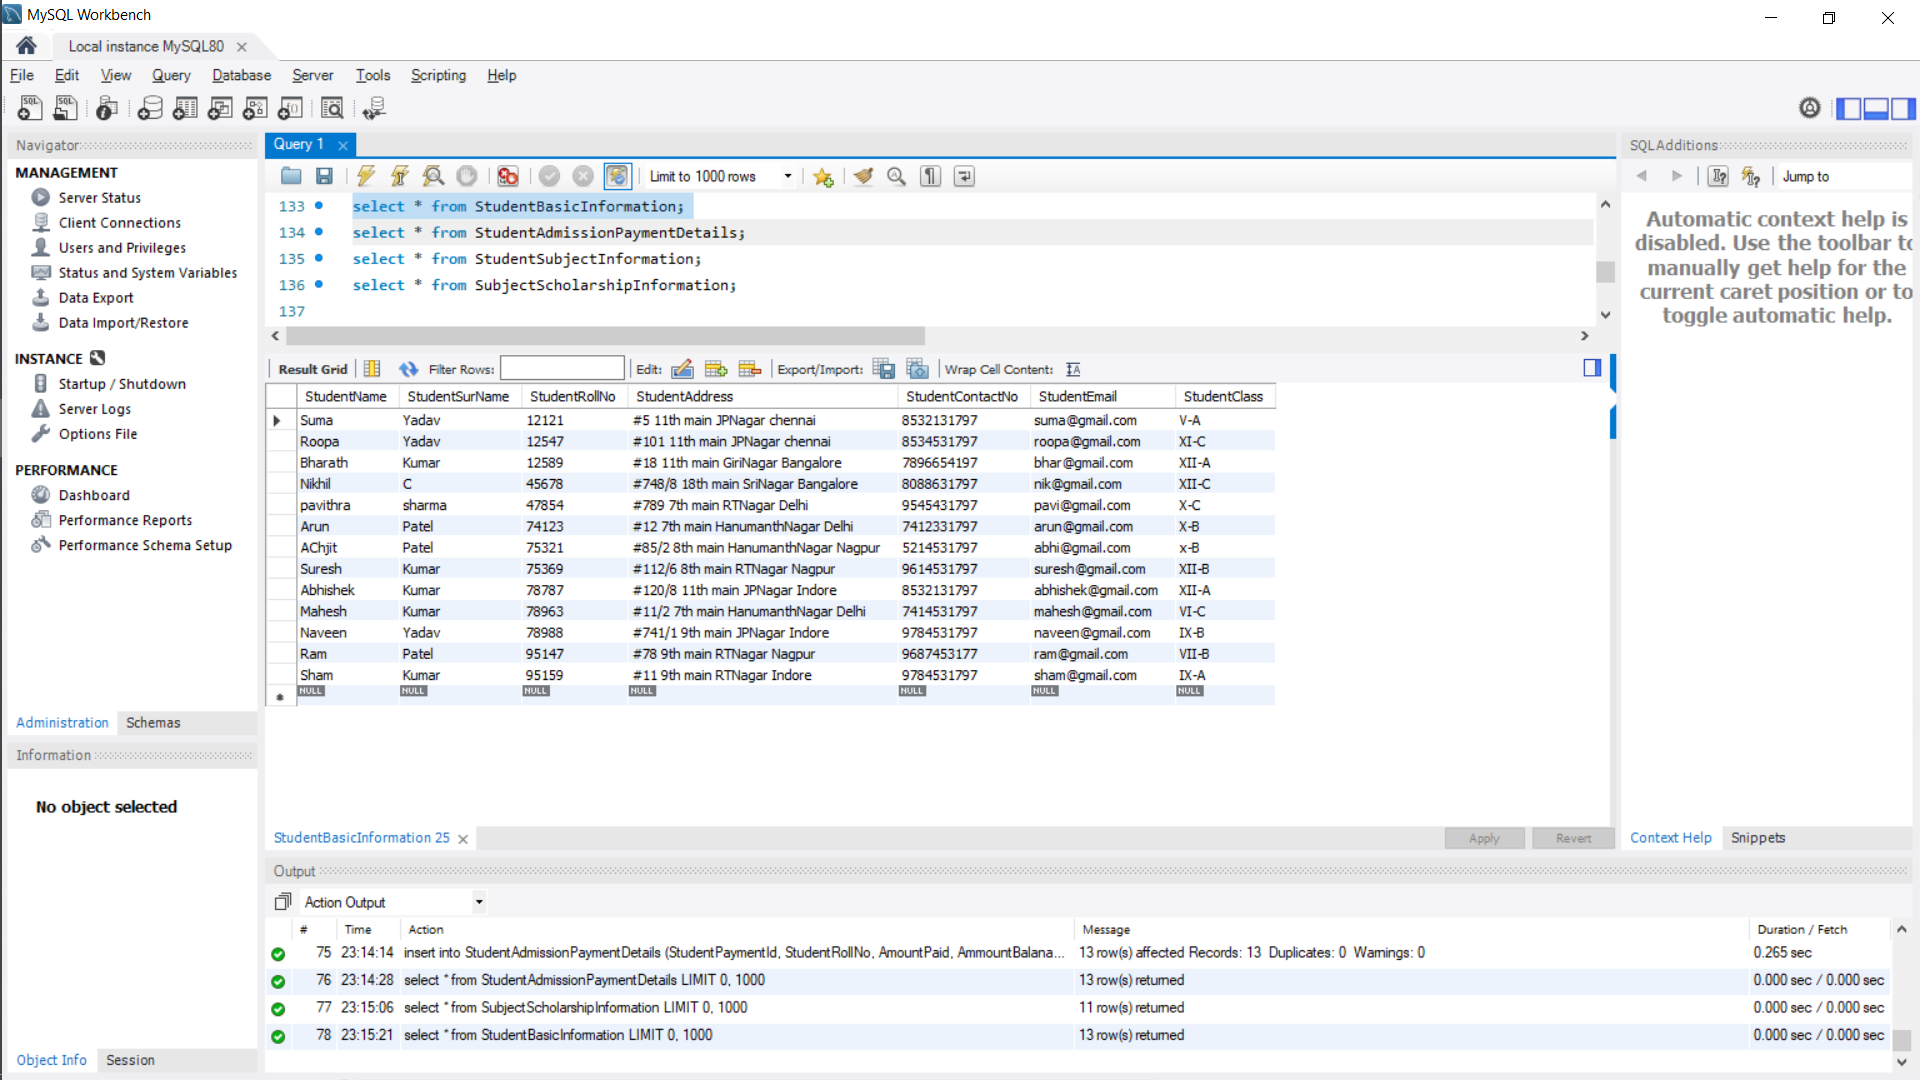 MySQL Workbench
Local instance MySQL80
File Edit View Query Database Server Tools Scripting Help
Navigator
MANAGEMENT
Server Status
Client Connections
Users and Privileges
Status and System Variables
Data Export
Data Import/Restore
INSTANCE
Startup / Shutdown
Server Logs
Options File
PERFORMANCE
Dashboard
Performance Reports
Performance Schema Setup
Administration Schemas
Information
No object selected
Object Info Session
Query 1
Limit to 1000 rows
133 select * from StudentBasicInformation;
134 select * from StudentAdmissionPaymentDetails;
135 select * from StudentSubjectInformation;
136 select * from SubjectScholarshipInformation;
137
Result Grid Filter Rows: Edit: Export/Import: Wrap Cell Content:
StudentName StudentSurName StudentRollNo StudentAddress StudentContactNo StudentEmail StudentClass
Suma Yadav 12121 #5 11th main JPNagar chennai 8532131797 suma@gmail.com V-A
Roopa Yadav 12547 #101 11th main JPNagar chennai 8534531797 roopa@gmail.com XI-C
Bharath Kumar 12589 #18 11th main GiriNagar Bangalore 7896654197 bhar@gmail.com XII-A
Nikhil C 45678 #748/8 18th main SriNagar Bangalore 8088631797 nik@gmail.com XII-C
pavithra sharma 47854 #789 7th main RTNagar Delhi 9545431797 pavi@gmail.com X-C
Arun Patel 74123 #12 7th main HanumanthNagar Delhi 7412331797 arun@gmail.com X-B
AChjit Patel 75321 #85/2 8th main HanumanthNagar Nagpur 5214531797 abhi@gmail.com x-B
Suresh Kumar 75369 #112/6 8th main RTNagar Nagpur 9614531797 suresh@gmail.com XII-B
Abhishek Kumar 78787 #120/8 11th main JPNagar Indore 8532131797 abhishek@gmail.com XII-A
Mahesh Kumar 78963 #11/2 7th main HanumanthNagar Delhi 7414531797 mahesh@gmail.com VI-C
Naveen Yadav 78988 #741/1 9th main JPNagar Indore 9784531797 naveen@gmail.com IX-B
Ram Patel 95147 #78 9th main RTNagar Nagpur 9687453177 ram@gmail.com VII-B
Sham Kumar 95159 #11 9th main RTNagar Indore 9784531797 sham@gmail.com IX-A
NULL NULL NULL NULL NULL NULL NULL
StudentBasicInformation 25
Apply Revert
SQLAdditions
Jump to
Automatic context help is
disabled. Use the toolbar to
manually get help for the
current caret position or to
toggle automatic help.
Context Help Snippets
Output
Action Output
# Time Action Message Duration / Fetch
75 23:14:14 insert into StudentAdmissionPaymentDetails (StudentPaymentId, StudentRollNo, AmountPaid, AmmountBalana... 13 row(s) affected Records: 13 Duplicates: 0 Warnings: 0 0.265 sec
76 23:14:28 select * from StudentAdmissionPaymentDetails LIMIT 0, 1000 13 row(s) returned 0.000 sec / 0.000 sec
77 23:15:06 select * from SubjectScholarshipInformation LIMIT 0, 1000 11 row(s) returned 0.000 sec / 0.000 sec
78 23:15:21 select * from StudentBasicInformation LIMIT 0, 1000 13 row(s) returned 0.000 sec / 0.000 sec